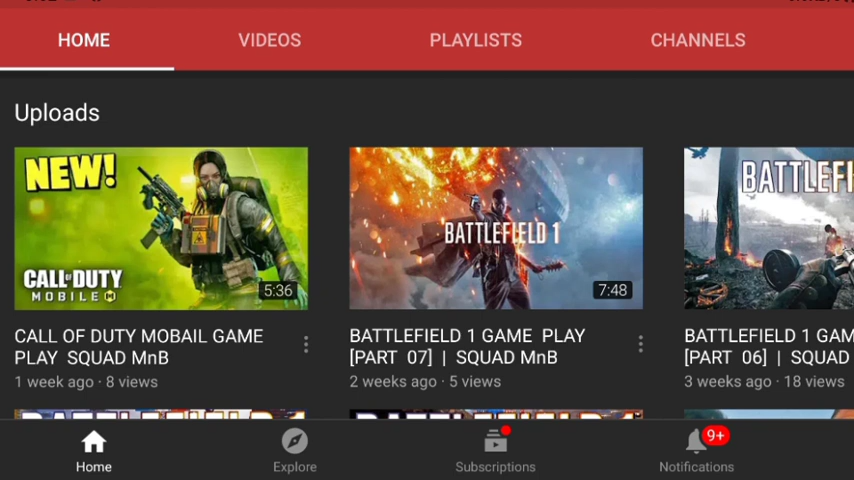 HOME VIDEOS PLAYLISTS CHANNELS
Uploads
NEW!
CALL OF DUTY
MOBILE
5:36
BATTLEFIELD 1
7:48
BATTLEFI
CALL OF DUTY MOBAIL GAME
PLAY SQUAD MnB
1 week ago · 8 views
BATTLEFIELD 1 GAME PLAY
[PART 07] | SQUAD MnB
2 weeks ago · 5 views
BATTLEFIELD 1 GAM
[PART 06] | SQUAD
3 weeks ago · 18 views
Home Explore Subscriptions Notifications
9+